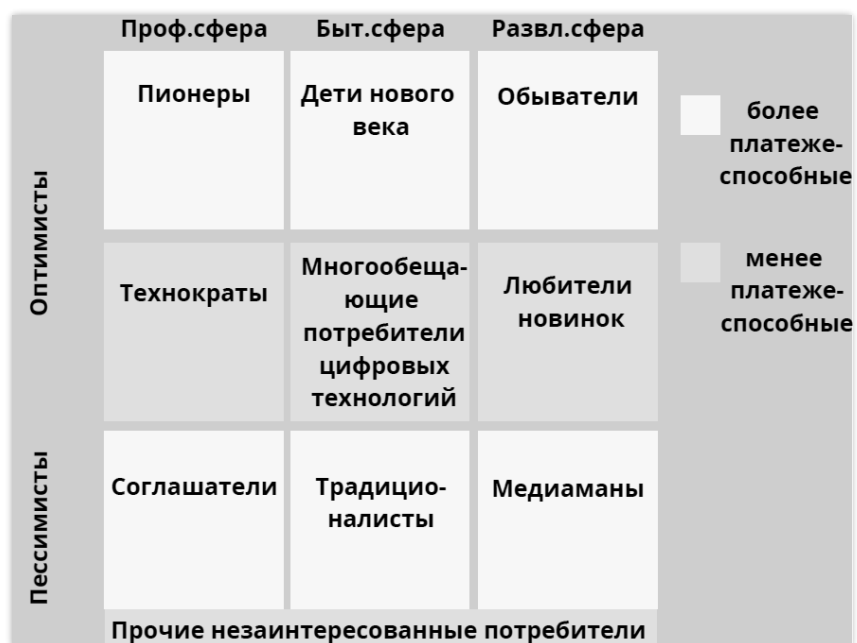 Проф.сфера Быт.сфера Развл.сфера
Оптимисты
Пионеры
Дети нового
века
Обыватели
более
платеже-
способные
Технократы
Многообеща-
ющие
потребители
цифровых
технологий
Любители
новинок
менее
платеже-
способные
Пессимисты
Соглашатели
Традицио-
налисты
Медиаманы
Прочие незаинтересованные потребители